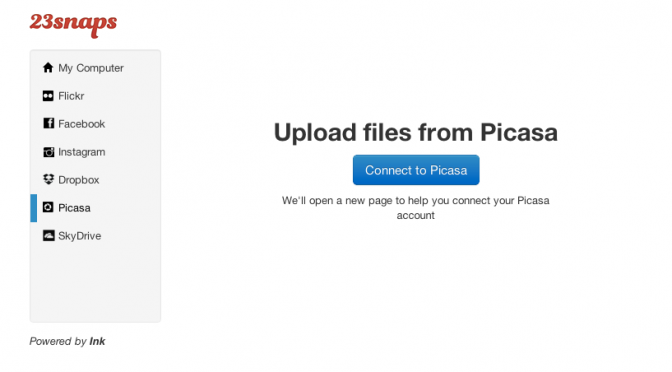 23snaps
My Computer
Flickr
Facebook
Instagram
Dropbox
Picasa
SkyDrive
Upload files from Picasa
Connect to Picasa
We'll open a new page to help you connect your Picasa
account
Powered by Ink